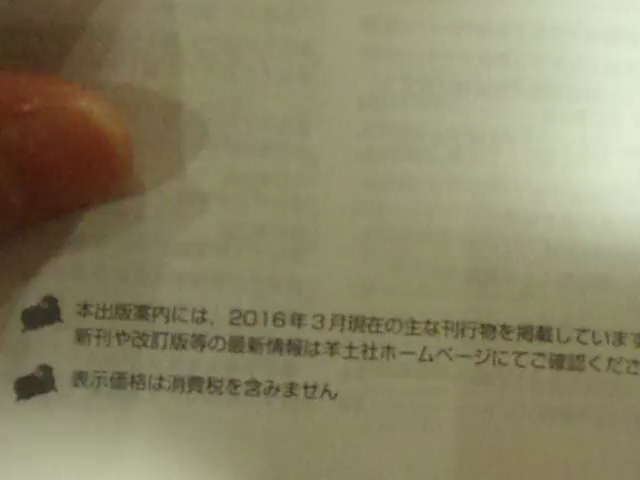 本出版案内には、2016年3月現在の主な刊行物を掲載しています
新刊や改訂版等の最新情報は羊土社ホームページにてご確認くださ
表示価格は消費税を含みません